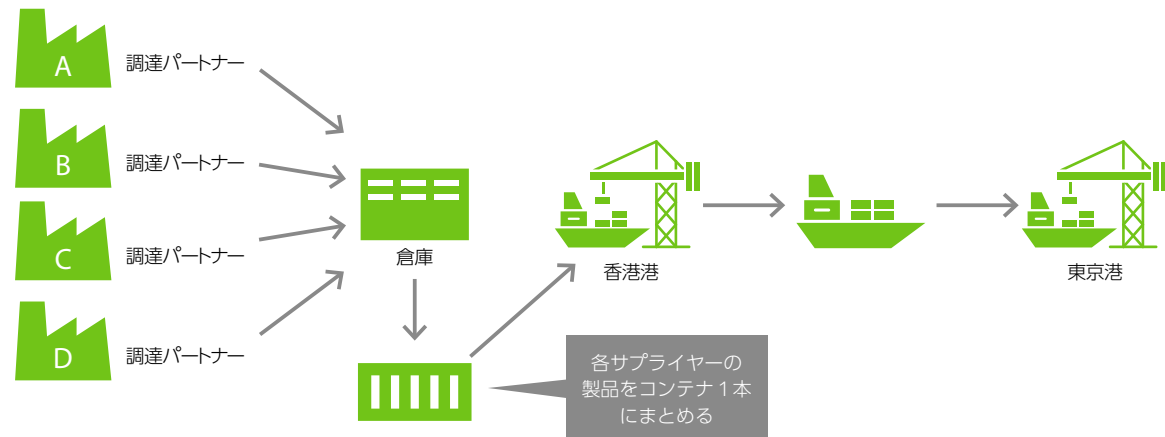 A 調達パートナー
B 調達パートナー
C 調達パートナー
D 調達パートナー
倉庫
各サプライヤーの
製品をコンテナ1本
にまとめる
香港港
東京港